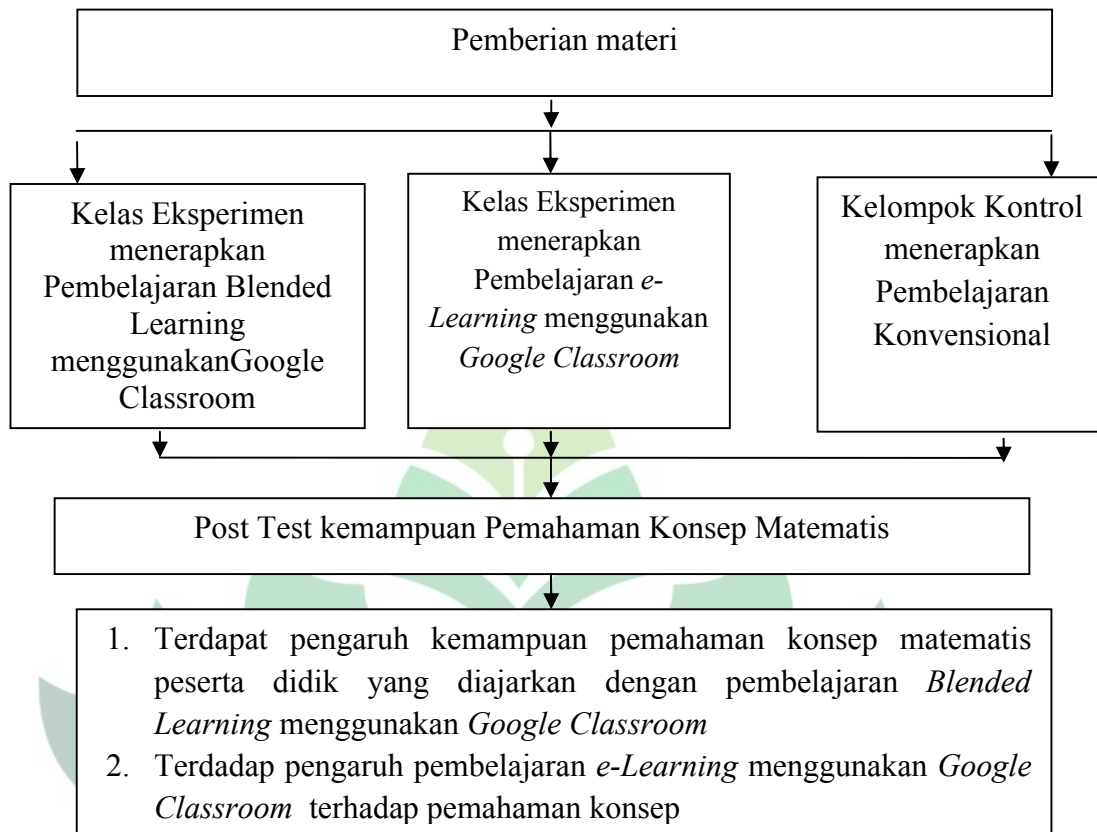 Pemberian materi
Kelas Eksperimen
menerapkan
Pembelajaran Blended
Learning
menggunakanGoogle
Classroom
Kelas Eksperimen
menerapkan
Pembelajaran e-
Learning menggunakan
Google Classroom
Kelompok Kontrol
menerapkan
Pembelajaran
Konvensional
Post Test kemampuan Pemahaman Konsep Matematis
1. Terdapat pengaruh kemampuan pemahaman konsep matematis
peserta didik yang diajarkan dengan pembelajaran Blended
Learning menggunakan Google Classroom
2. Terdadap pengaruh pembelajaran e-Learning menggunakan Google
Classroom terhadap pemahaman konsep